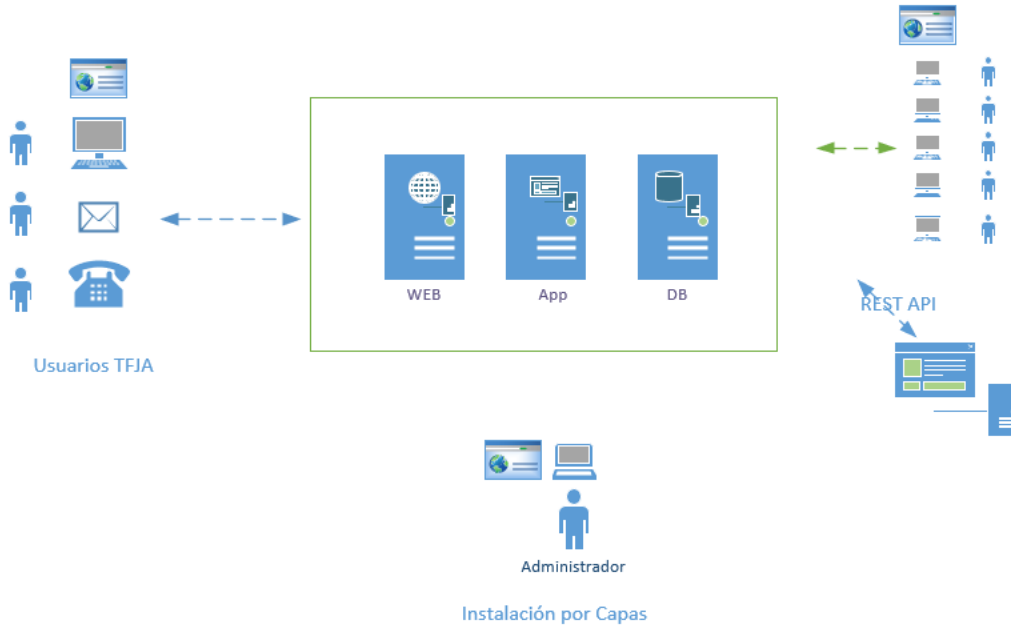 WEB
App
DB
REST API
Usuarios TFJA
Administrador
Instalación por Capas